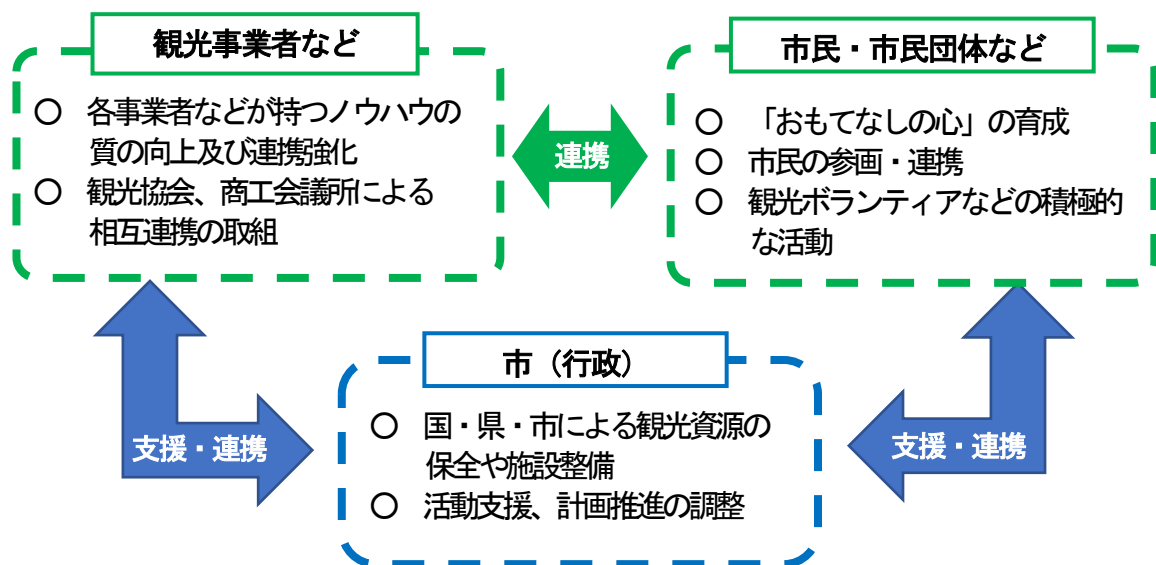 観光事業者など
○ 各事業者などが持つノウハウの
質の向上及び連携強化
○ 観光協会、商工会議所による
相互連携の取組
連携
市民・市民団体など
○ 「おもてなしの心」の育成
○ 市民の参画・連携
○ 観光ボランティアなどの積極的
な活動
市（行政）
○ 国・県・市による観光資源の
保全や施設整備
○ 活動支援、計画推進の調整
支援・連携
支援・連携